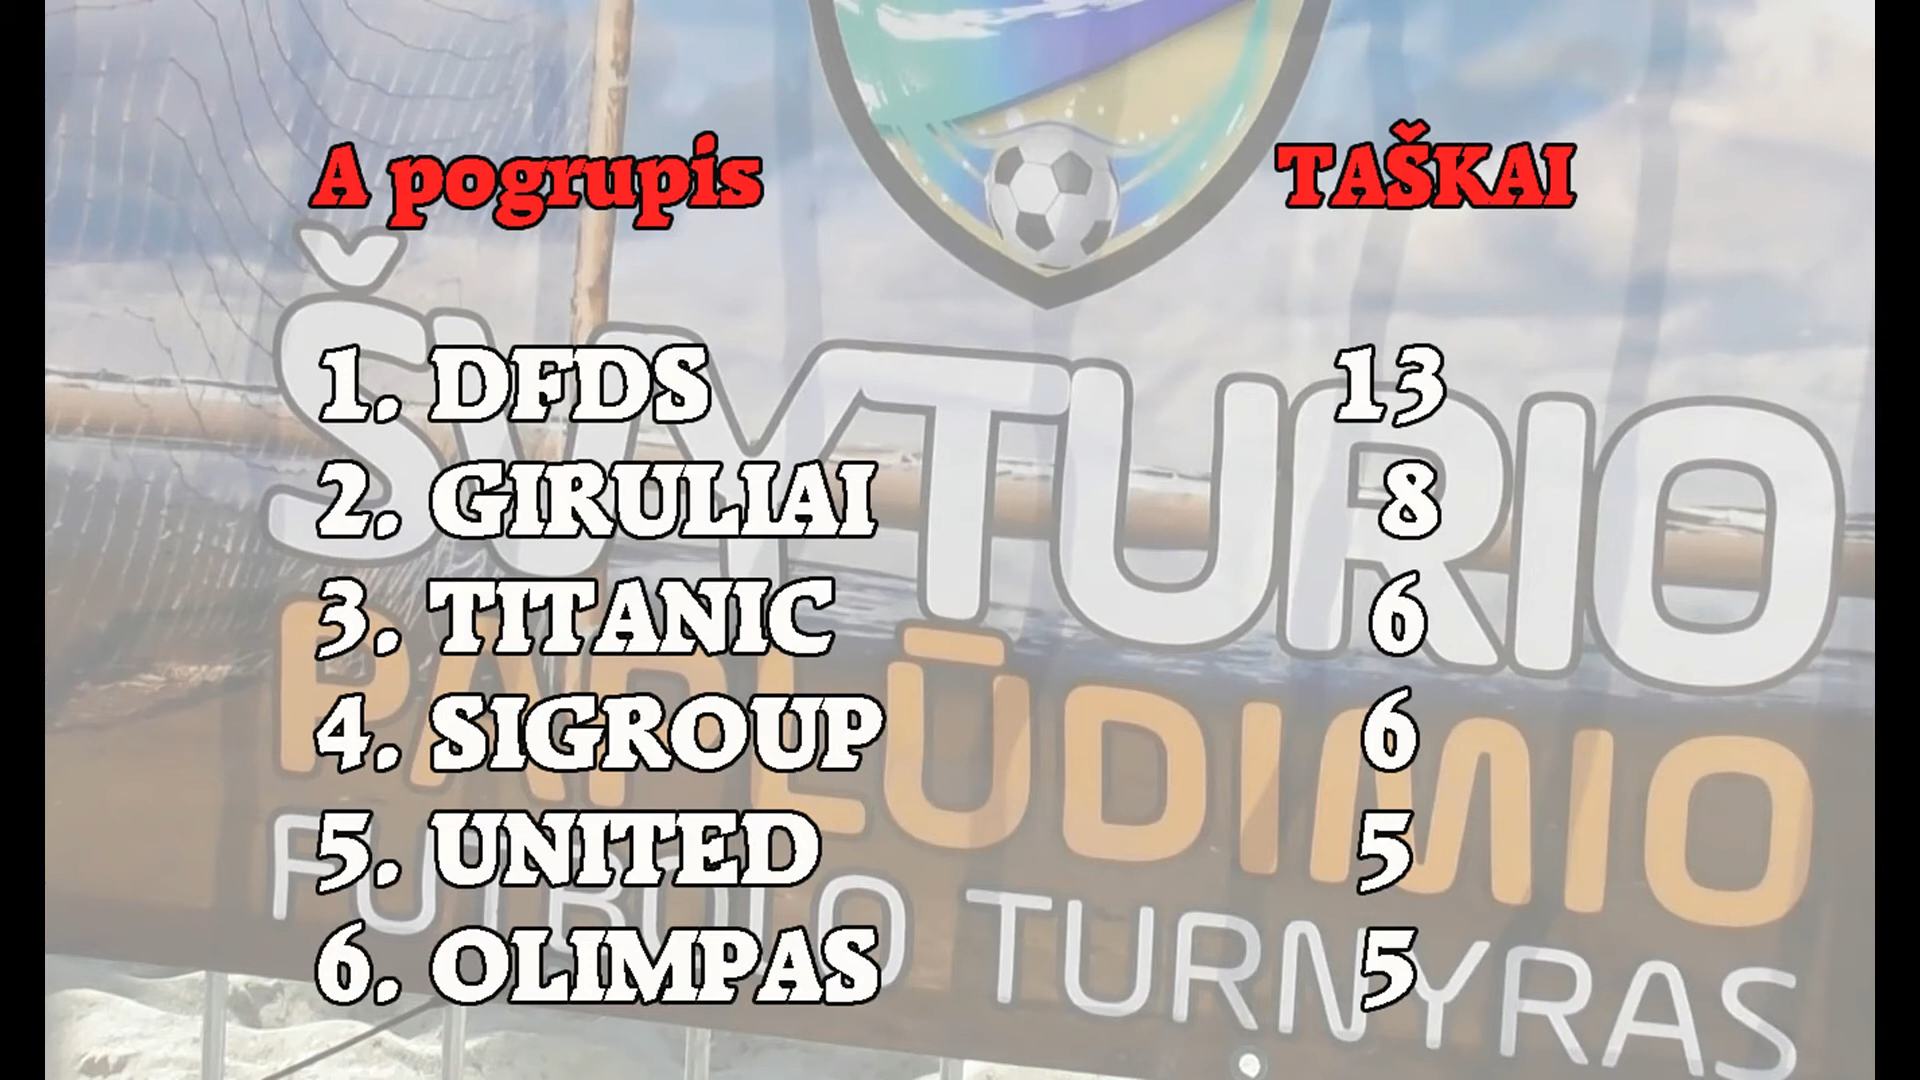 A pogrupis TAŠKAI
1. DFDS 13
2. GIRULIAI 8
3. TITANIC 6
4. SIGROUP 6
5. UNITED 5
6. OLIMPAS 5
ŠVYTURIO
PAPLŪDIMIO
FUTBOLO TURNYRAS